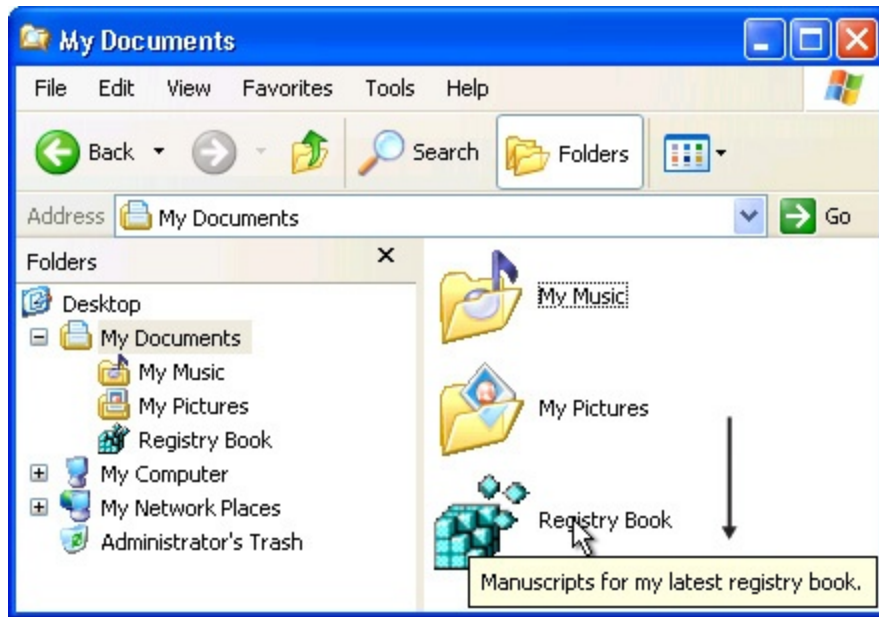 My Documents
File Edit View Favorites Tools Help
Back Search Folders
Address My Documents Go
Folders
Desktop
My Documents
My Music
My Pictures
Registry Book
My Computer
My Network Places
Administrator's Trash
My Music
My Pictures
Registry Book
Manuscripts for my latest registry book.